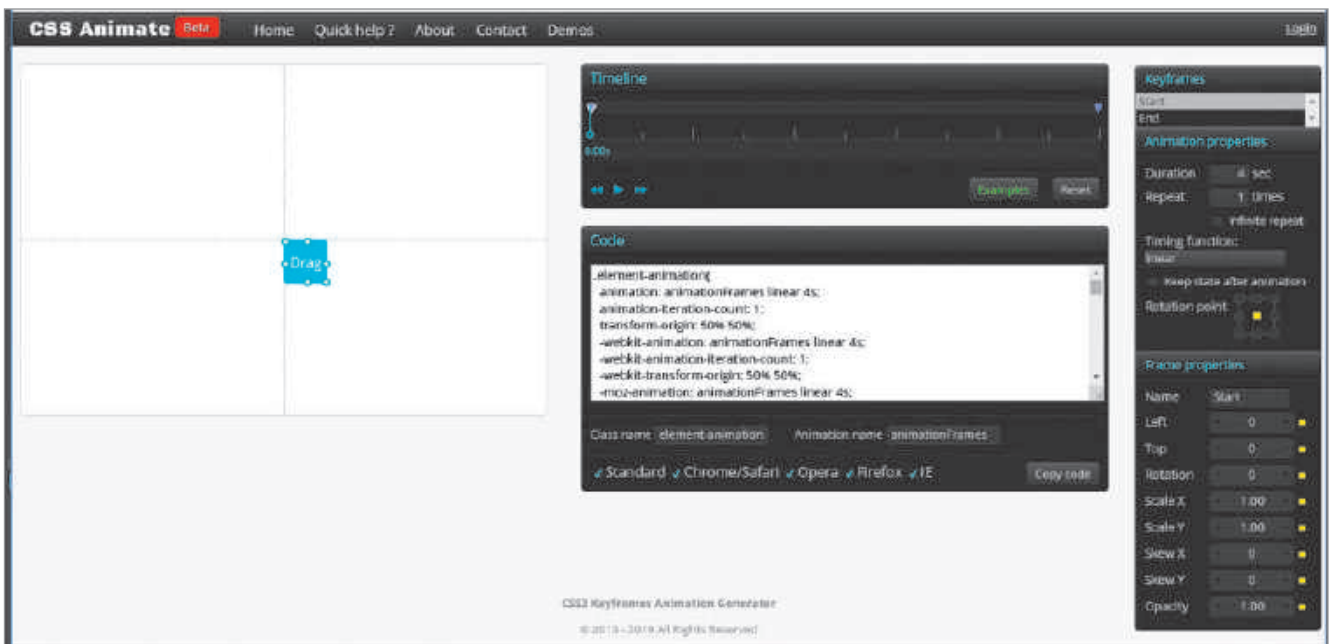 CSS Animate Beta Home Quick help ? About Contact Demos Login
Drag
Timeline
0.00s
Examples Reset
Code
.element-animation{
animation: animationFrames linear 4s;
animation-iteration-count: 1;
transform-origin: 50% 50%;
-webkit-animation: animationFrames linear 4s;
-webkit-animation-iteration-count: 1;
-webkit-transform-origin: 50% 50%;
-moz-animation: animationFrames linear 4s;
Class name element-animation Animation name animationFrames
Standard Chrome/Safari Opera Firefox IE Copy code
Keyframes
Start
End
Animation properties
Duration 4 sec
Repeat 1 times
Infinite repeat
Timing function:
linear
Keep state after animation
Rotation point
Frame properties
Name Start
Left 0
Top 0
Rotation 0
Scale X 1.00
Scale Y 1.00
Skew X 0
Skew Y 0
Opacity 1.00
CSS3 Keyframes Animation Generator
© 2013 - 2019 All Rights Reserved